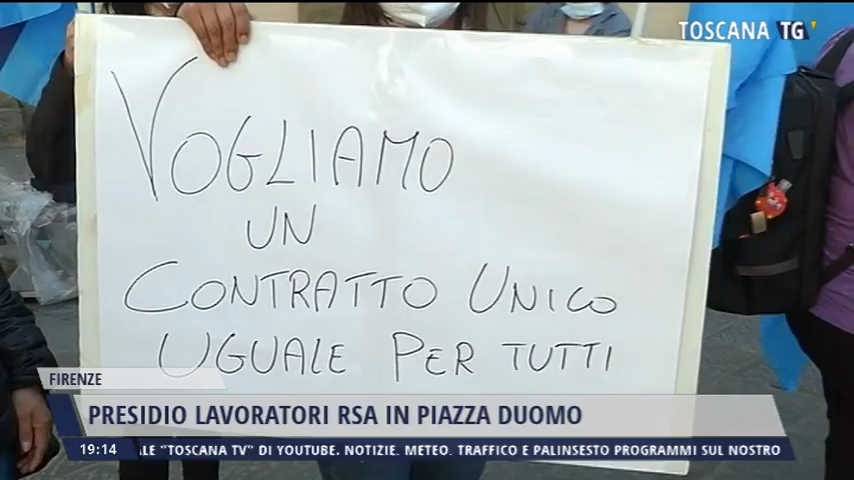 TOSCANA TG
VOGLIAMO
UN
CONTRATTO UNICO
UGUALE PER TUTTI
FIRENZE
PRESIDIO LAVORATORI RSA IN PIAZZA DUOMO
19:14 ALE "TOSCANA TV" DI YOUTUBE. NOTIZIE. METEO. TRAFFICO E PALINSESTO PROGRAMMI SUL NOSTRO